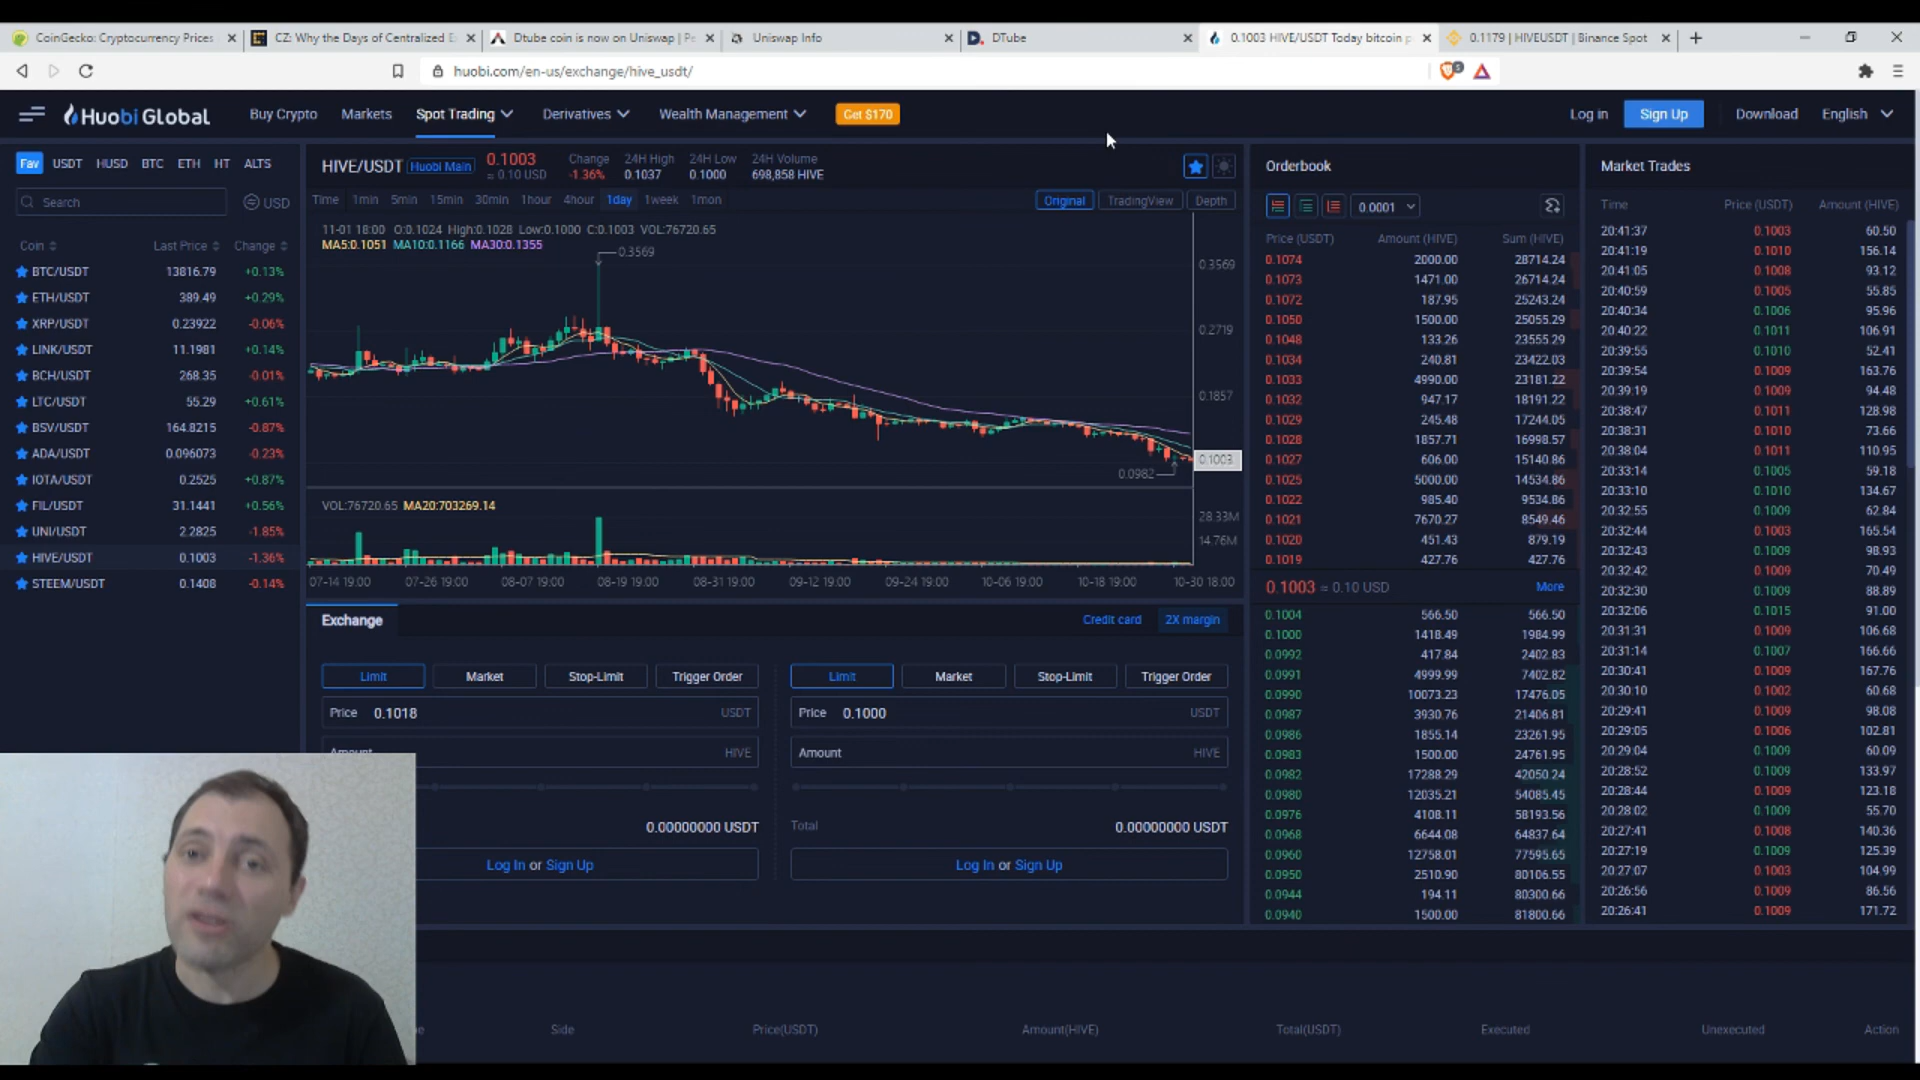 CoinGecko: Cryptocurrency Prices
CZ: Why the Days of Centralized E
Dtube coin is now on Uniswap | Pe
Uniswap Info
DTube
0.1003 HIVE/USDT Today bitcoin p
0.1179 | HIVEUSDT | Binance Spot
huobi.com/en-us/exchange/hive_usdt/
Huobi Global
Buy Crypto
Markets
Spot Trading
Derivatives
Wealth Management
Get $170
Log in
Sign Up
Download
English
Fav USDT HUSD BTC ETH HT ALTS
Search
USD
Coin Last Price Change
BTC/USDT 13816.79 +0.13%
ETH/USDT 389.49 +0.29%
XRP/USDT 0.23922 -0.06%
LINK/USDT 11.1981 +0.14%
BCH/USDT 268.35 -0.01%
LTC/USDT 55.29 +0.61%
BSV/USDT 164.8215 -0.87%
ADA/USDT 0.096073 -0.23%
IOTA/USDT 0.2525 +0.87%
FIL/USDT 31.1441 +0.56%
UNI/USDT 2.2825 -1.85%
HIVE/USDT 0.1003 -1.36%
STEEM/USDT 0.1408 -0.14%
HIVE/USDT Huobi Main
0.1003
≈ 0.10 USD
Change
-1.36%
24H High
0.1037
24H Low
0.1000
24H Volume
698,858 HIVE
Time 1min 5min 15min 30min 1hour 4hour 1day 1week 1mon
Original TradingView Depth
11-01 18:00 O:0.1024 High:0.1028 Low:0.1000 C:0.1003 VOL:76720.65
MA5:0.1051 MA10:0.1166 MA30:0.1355
0.3569
0.3569
0.2719
0.1857
0.1003
0.0982
VOL:76720.65 MA20:703269.14
28.33M
14.76M
07-14 19:00 07-26 19:00 08-07 19:00 08-19 19:00 08-31 19:00 09-12 19:00 09-24 19:00 10-06 19:00 10-18 19:00 10-30 18:00
Exchange
Credit card
2X margin
Limit Market Stop-Limit Trigger Order
Price 0.1018 USDT
Amount HIVE
0.00000000 USDT
Log In or Sign Up
Limit Market Stop-Limit Trigger Order
Price 0.1000 USDT
Amount HIVE
Total 0.00000000 USDT
Log In or Sign Up
Orderbook
0.0001
Price (USDT) Amount (HIVE) Sum (HIVE)
0.1074 2000.00 28714.24
0.1073 1471.00 26714.24
0.1072 187.95 25243.24
0.1050 1500.00 25055.29
0.1048 133.26 23555.29
0.1034 240.81 23422.03
0.1033 4990.00 23181.22
0.1032 947.17 18191.22
0.1029 245.48 17244.05
0.1028 1857.71 16998.57
0.1027 606.00 15140.86
0.1025 5000.00 14534.86
0.1022 985.40 9534.86
0.1021 7670.27 8549.46
0.1020 451.43 879.19
0.1019 427.76 427.76
0.1003 ≈ 0.10 USD More
0.1004 566.50 566.50
0.1000 1418.49 1984.99
0.0992 417.84 2402.83
0.0991 4999.99 7402.82
0.0990 10073.23 17476.05
0.0987 3930.76 21406.81
0.0986 1855.14 23261.95
0.0983 1500.00 24761.95
0.0982 17288.29 42050.24
0.0980 12035.21 54085.45
0.0976 4108.11 58193.56
0.0968 6644.08 64837.64
0.0960 12758.01 77595.65
0.0950 2510.90 80106.55
0.0944 194.11 80300.66
0.0940 1500.00 81800.66
Market Trades
Time Price (USDT) Amount (HIVE)
20:41:37 0.1003 60.50
20:41:19 0.1010 156.14
20:41:05 0.1008 93.12
20:40:59 0.1005 55.85
20:40:34 0.1006 95.96
20:40:22 0.1011 106.91
20:39:55 0.1010 52.41
20:39:54 0.1009 163.76
20:39:19 0.1009 94.48
20:38:47 0.1011 128.98
20:38:31 0.1010 73.66
20:38:04 0.1011 110.95
20:33:14 0.1005 59.18
20:33:10 0.1010 134.67
20:32:55 0.1009 62.84
20:32:44 0.1003 165.54
20:32:43 0.1009 98.93
20:32:42 0.1010 70.49
20:32:30 0.1009 88.89
20:32:06 0.1015 91.00
20:31:31 0.1009 106.68
20:31:14 0.1007 166.66
20:30:41 0.1009 167.76
20:30:10 0.1002 60.68
20:29:41 0.1009 98.08
20:29:05 0.1006 102.81
20:29:04 0.1009 60.09
20:28:52 0.1009 133.97
20:28:44 0.1009 123.18
20:28:02 0.1009 55.70
20:27:41 0.1008 140.36
20:27:19 0.1009 125.39
20:27:07 0.1003 104.99
20:26:56 0.1009 86.56
20:26:41 0.1009 171.72
Side Price(USDT) Amount(HIVE) Total(USDT) Executed Unexecuted Action